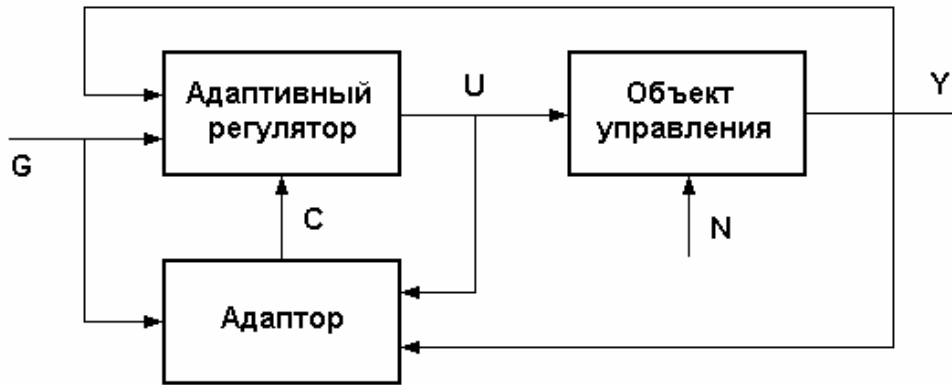 Адаптивный
регулятор
U
Объект
управления
Y
G
C
N
Адаптор